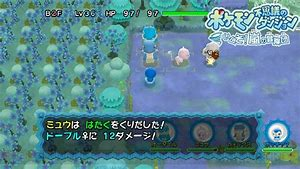 B2F Lv36 HP 97/ 97
ポケモン不思議のダンジョン
ミュウは はたくをくりだした!
ドーブル♀に 12ダメージ!